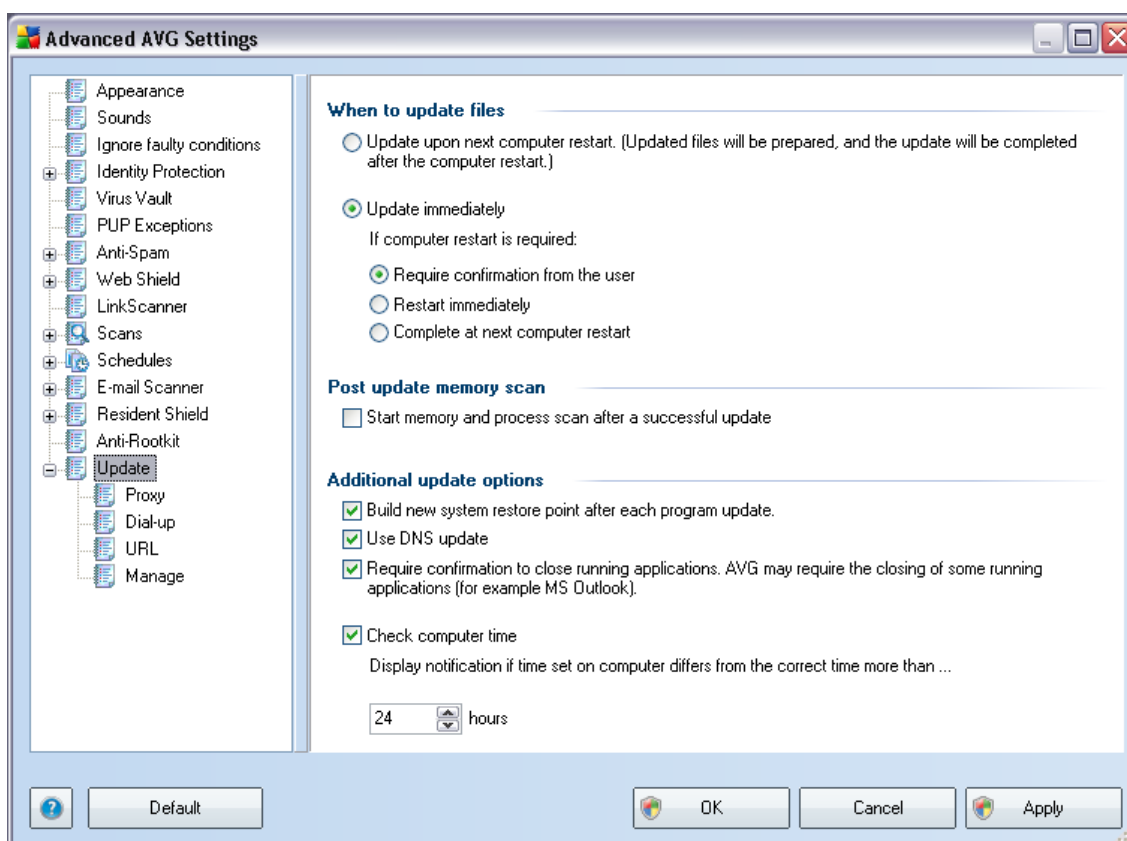 Advanced AVG Settings
Appearance
Sounds
Ignore faulty conditions
Identity Protection
Virus Vault
PUP Exceptions
Anti-Spam
Web Shield
LinkScanner
Scans
Schedules
E-mail Scanner
Resident Shield
Anti-Rootkit
Update
Proxy
Dial-up
URL
Manage
When to update files
Update upon next computer restart. (Updated files will be prepared, and the update will be completed
after the computer restart.)
Update immediately
If computer restart is required:
Require confirmation from the user
Restart immediately
Complete at next computer restart
Post update memory scan
Start memory and process scan after a successful update
Additional update options
Build new system restore point after each program update.
Use DNS update
Require confirmation to close running applications. AVG may require the closing of some running
applications (for example MS Outlook).
Check computer time
Display notification if time set on computer differs from the correct time more than ...
24 hours
? Default OK Cancel Apply